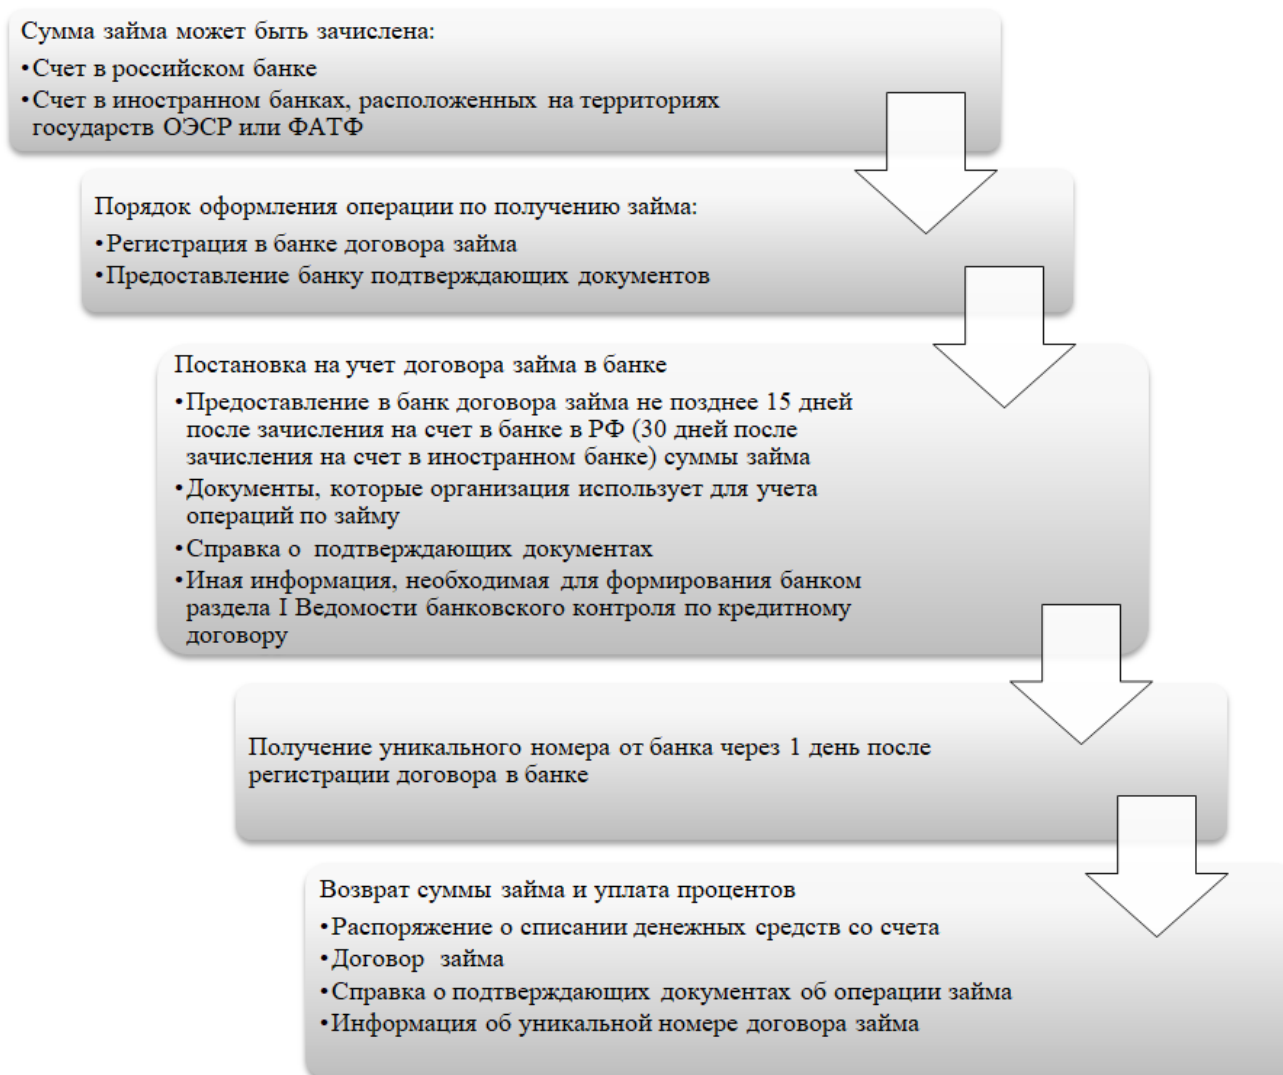 Сумма займа может быть зачислена:
•Счет в российском банке
•Счет в иностранном банках, расположенных на территориях
государств ОЭСР или ФАТФ
Порядок оформления операции по получению займа:
•Регистрация в банке договора займа
•Предоставление банку подтверждающих документов
Постановка на учет договора займа в банке
•Предоставление в банк договора займа не позднее 15 дней
после зачисления на счет в банке в РФ (30 дней после
зачисления на счет в иностранном банке) суммы займа
•Документы, которые организация использует для учета
операций по займу
•Справка о подтверждающих документах
•Иная информация, необходимая для формирования банком
раздела I Ведомости банковского контроля по кредитному
договору
Получение уникального номера от банка через 1 день после
регистрации договора в банке
Возврат суммы займа и уплата процентов
•Распоряжение о списании денежных средств со счета
•Договор займа
•Справка о подтверждающих документах об операции займа
•Информация об уникальной номере договора займа